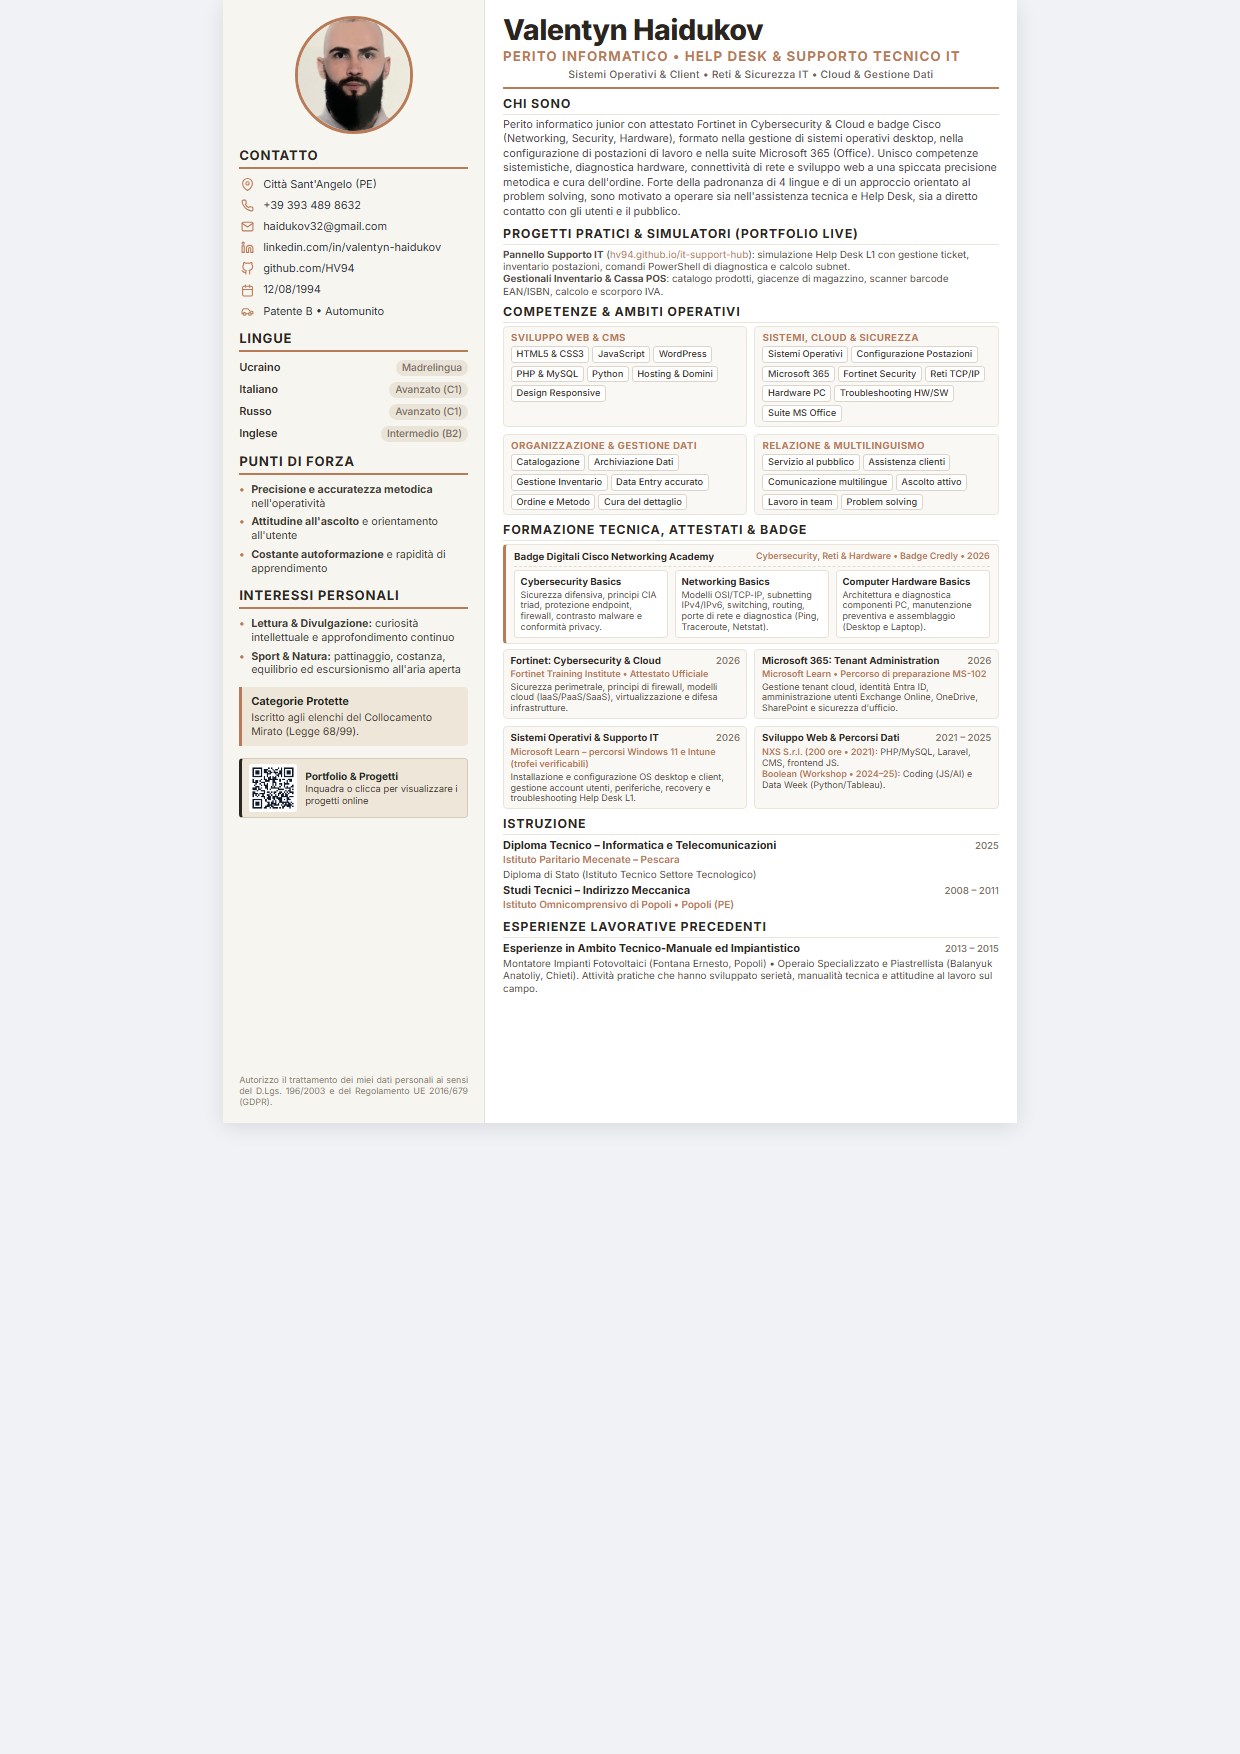 CONTATTO
Città Sant'Angelo (PE)
+39 393 489 8632
haidukov32@gmail.com
linkedin.com/in/valentyn-haidukov
github.com/HV94
12/08/1994
Patente B • Automunito
LINGUE
Ucraino Madrelingua
Italiano Avanzato (C1)
Russo Avanzato (C1)
Inglese Intermedio (B2)
PUNTI DI FORZA
• Precisione e accuratezza metodica
nell'operatività
• Attitudine all'ascolto e orientamento
all'utente
• Costante autoformazione e rapidità di
apprendimento
INTERESSI PERSONALI
• Lettura & Divulgazione: curiosità
intellettuale e approfondimento continuo
• Sport & Natura: pattinaggio, costanza,
equilibrio ed escursionismo all'aria aperta
Categorie Protette
Iscritto agli elenchi del Collocamento
Mirato (Legge 68/99).
Portfolio & Progetti
Inquadra o clicca per visualizzare i
progetti online
Autorizzo il trattamento dei miei dati personali ai sensi
del D.Lgs. 196/2003 e del Regolamento UE 2016/679
(GDPR).
Valentyn Haidukov
PERITO INFORMATICO • HELP DESK & SUPPORTO TECNICO IT
Sistemi Operativi & Client • Reti & Sicurezza IT • Cloud & Gestione Dati
CHI SONO
Perito informatico junior con attestato Fortinet in Cybersecurity & Cloud e badge Cisco
(Networking, Security, Hardware), formato nella gestione di sistemi operativi desktop, nella
configurazione di postazioni di lavoro e nella suite Microsoft 365 (Office). Unisco competenze
sistemistiche, diagnostica hardware, connettività di rete e sviluppo web a una spiccata precisione
metodica e cura dell'ordine. Forte della padronanza di 4 lingue e di un approccio orientato al
problem solving, sono motivato a operare sia nell'assistenza tecnica e Help Desk, sia a diretto
contatto con gli utenti e il pubblico.
PROGETTI PRATICI & SIMULATORI (PORTFOLIO LIVE)
Pannello Supporto IT (hv94.github.io/it-support-hub): simulazione Help Desk L1 con gestione ticket,
inventario postazioni, comandi PowerShell di diagnostica e calcolo subnet.
Gestionali Inventario & Cassa POS: catalogo prodotti, giacenze di magazzino, scanner barcode
EAN/ISBN, calcolo e scorporo IVA.
COMPETENZE & AMBITI OPERATIVI
SVILUPPO WEB & CMS
HTML5 & CSS3 JavaScript WordPress
PHP & MySQL Python Hosting & Domini
Design Responsive
SISTEMI, CLOUD & SICUREZZA
Sistemi Operativi Configurazione Postazioni
Microsoft 365 Fortinet Security Reti TCP/IP
Hardware PC Troubleshooting HW/SW
Suite MS Office
ORGANIZZAZIONE & GESTIONE DATI
Catalogazione Archiviazione Dati
Gestione Inventario Data Entry accurato
Ordine e Metodo Cura del dettaglio
RELAZIONE & MULTILINGUISMO
Servizio al pubblico Assistenza clienti
Comunicazione multilingue Ascolto attivo
Lavoro in team Problem solving
FORMAZIONE TECNICA, ATTESTATI & BADGE
Badge Digitali Cisco Networking Academy Cybersecurity, Reti & Hardware • Badge Credly • 2026
Cybersecurity Basics
Sicurezza difensiva, principi CIA
triad, protezione endpoint,
firewall, contrasto malware e
conformità privacy.
Networking Basics
Modelli OSI/TCP-IP, subnetting
IPv4/IPv6, switching, routing,
porte di rete e diagnostica (Ping,
Traceroute, Netstat).
Computer Hardware Basics
Architettura e diagnostica
componenti PC, manutenzione
preventiva e assemblaggio
(Desktop e Laptop).
Fortinet: Cybersecurity & Cloud 2026
Fortinet Training Institute • Attestato Ufficiale
Sicurezza perimetrale, principi di firewall, modelli
cloud (IaaS/PaaS/SaaS), virtualizzazione e difesa
infrastrutture.
Microsoft 365: Tenant Administration 2026
Microsoft Learn • Percorso di preparazione MS-102
Gestione tenant cloud, identità Entra ID,
amministrazione utenti Exchange Online, OneDrive,
SharePoint e sicurezza d'ufficio.
Sistemi Operativi & Supporto IT 2026
Microsoft Learn – percorsi Windows 11 e Intune
(trofei verificabili)
Installazione e configurazione OS desktop e client,
gestione account utenti, periferiche, recovery e
troubleshooting Help Desk L1.
Sviluppo Web & Percorsi Dati 2021 – 2025
NXS S.r.l. (200 ore • 2021): PHP/MySQL, Laravel,
CMS, frontend JS.
Boolean (Workshop • 2024–25): Coding (JS/AI) e
Data Week (Python/Tableau).
ISTRUZIONE
Diploma Tecnico – Informatica e Telecomunicazioni 2025
Istituto Paritario Mecenate – Pescara
Diploma di Stato (Istituto Tecnico Settore Tecnologico)
Studi Tecnici – Indirizzo Meccanica 2008 – 2011
Istituto Omnicomprensivo di Popoli • Popoli (PE)
ESPERIENZE LAVORATIVE PRECEDENTI
Esperienze in Ambito Tecnico-Manuale ed Impiantistico 2013 – 2015
Montatore Impianti Fotovoltaici (Fontana Ernesto, Popoli) • Operaio Specializzato e Piastrellista (Balanyuk
Anatoliy, Chieti). Attività pratiche che hanno sviluppato serietà, manualità tecnica e attitudine al lavoro sul
campo.